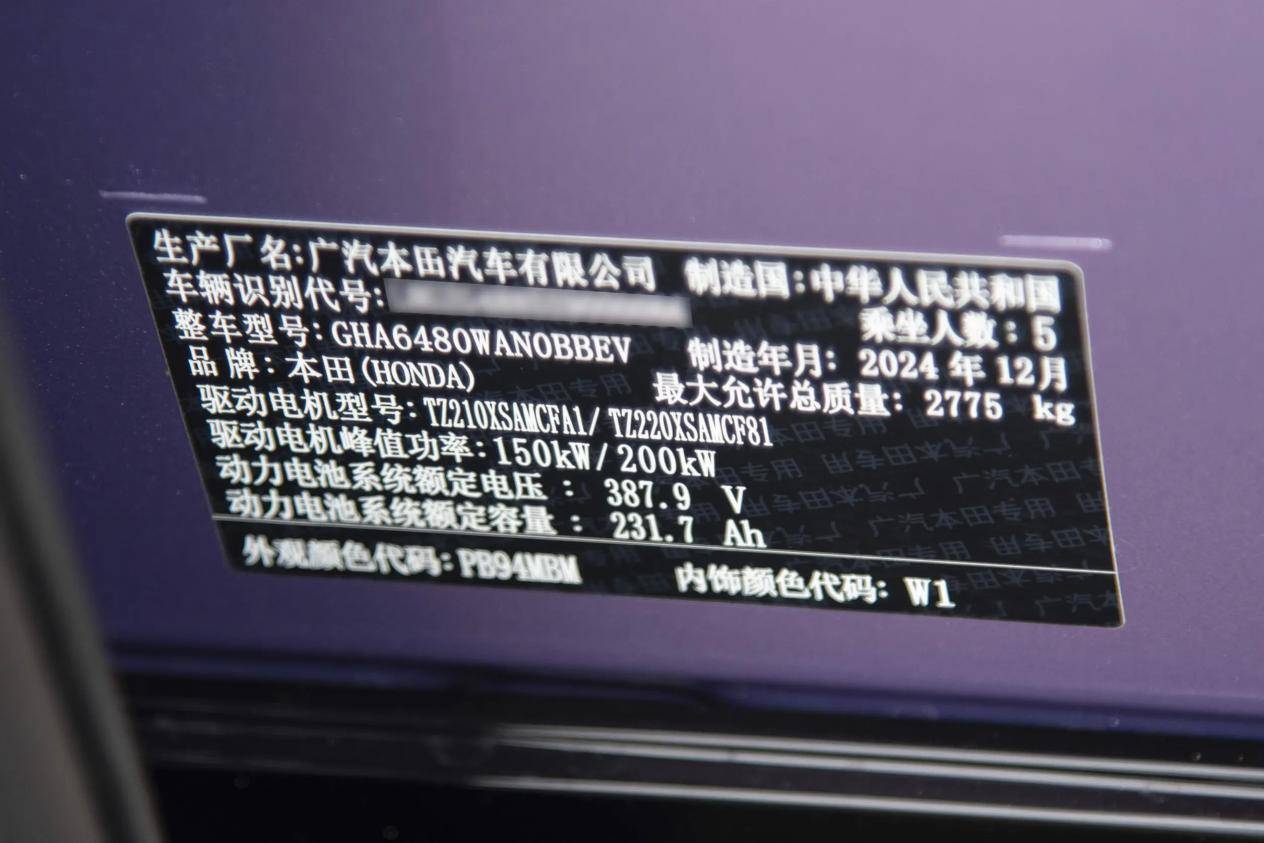 生产厂名:广汽本田汽车有限公司 制造国:中华人民共和国
车辆识别代号: 乘坐人数: 5
整车型号:GHA6480WAN0BBEV 制造年月: 2024 年 12月
品牌: 本田(HONDA) 最大允许总质量: 2775 kg
驱动电机型号:TZ210XSAMCFA1/ TZ220XSAMCF81
驱动电机峰值功率:150kW/200kW
动力电池系统额定电压 : 387.9 V
动力电池系统额定容量 : 231.7 Ah
外观颜色代码:PB94MBM 内饰颜色代码: W1